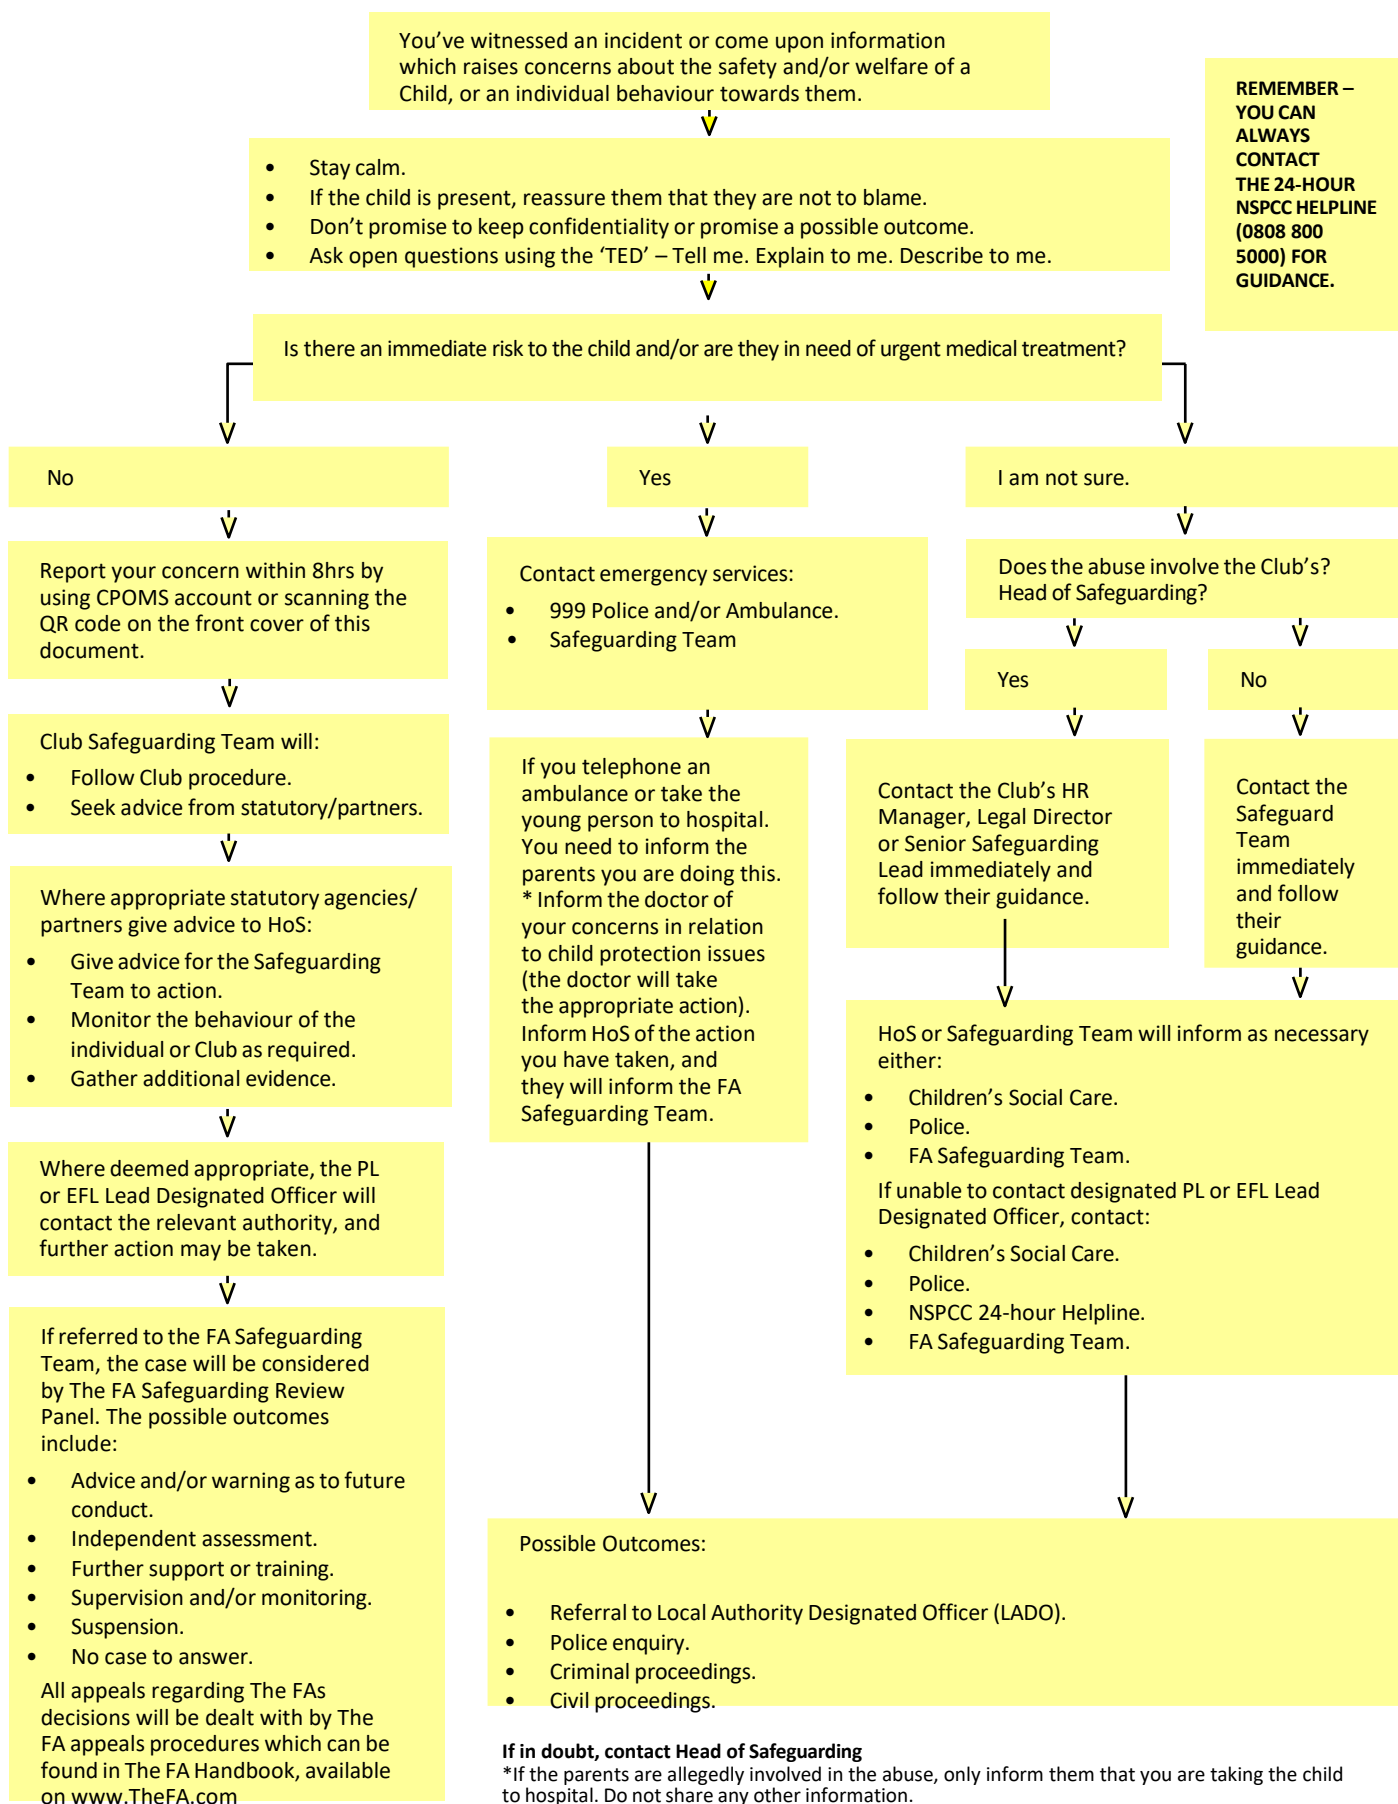 You’ve witnessed an incident or come upon information
which raises concerns about the safety and/or welfare of a
Child, or an individual behaviour towards them.
REMEMBER –
YOU CAN
ALWAYS
CONTACT
THE 24-HOUR
NSPCC HELPLINE
(0808 800
5000) FOR
GUIDANCE.
• Stay calm.
• If the child is present, reassure them that they are not to blame.
• Don’t promise to keep confidentiality or promise a possible outcome.
• Ask open questions using the ‘TED’ – Tell me. Explain to me. Describe to me.
Is there an immediate risk to the child and/or are they in need of urgent medical treatment?
No
Report your concern within 8hrs by
using CPOMS account or scanning the
QR code on the front cover of this
document.
Club Safeguarding Team will:
• Follow Club procedure.
• Seek advice from statutory/partners.
Where appropriate statutory agencies/
partners give advice to HoS:
• Give advice for the Safeguarding
Team to action.
• Monitor the behaviour of the
individual or Club as required.
• Gather additional evidence.
Where deemed appropriate, the PL
or EFL Lead Designated Officer will
contact the relevant authority, and
further action may be taken.
If referred to the FA Safeguarding
Team, the case will be considered
by The FA Safeguarding Review
Panel. The possible outcomes
include:
• Advice and/or warning as to future
conduct.
• Independent assessment.
• Further support or training.
• Supervision and/or monitoring.
• Suspension.
• No case to answer.
All appeals regarding The FAs
decisions will be dealt with by The
FA appeals procedures which can be
found in The FA Handbook, available
on www.TheFA.com
Yes
Contact emergency services:
• 999 Police and/or Ambulance.
• Safeguarding Team
If you telephone an
ambulance or take the
young person to hospital.
You need to inform the
parents you are doing this.
* Inform the doctor of
your concerns in relation
to child protection issues
(the doctor will take
the appropriate action).
Inform HoS of the action
you have taken, and
they will inform the FA
Safeguarding Team.
I am not sure.
Does the abuse involve the Club’s?
Head of Safeguarding?
Yes
Contact the Club’s HR
Manager, Legal Director
or Senior Safeguarding
Lead immediately and
follow their guidance.
No
Contact the
Safeguard
Team
immediately
and follow
their
guidance.
HoS or Safeguarding Team will inform as necessary
either:
• Children’s Social Care.
• Police.
• FA Safeguarding Team.
If unable to contact designated PL or EFL Lead
Designated Officer, contact:
• Children’s Social Care.
• Police.
• NSPCC 24-hour Helpline.
• FA Safeguarding Team.
Possible Outcomes:
• Referral to Local Authority Designated Officer (LADO).
• Police enquiry.
• Criminal proceedings.
• Civil proceedings.
If in doubt, contact Head of Safeguarding
*If the parents are allegedly involved in the abuse, only inform them that you are taking the child
to hospital. Do not share any other information.